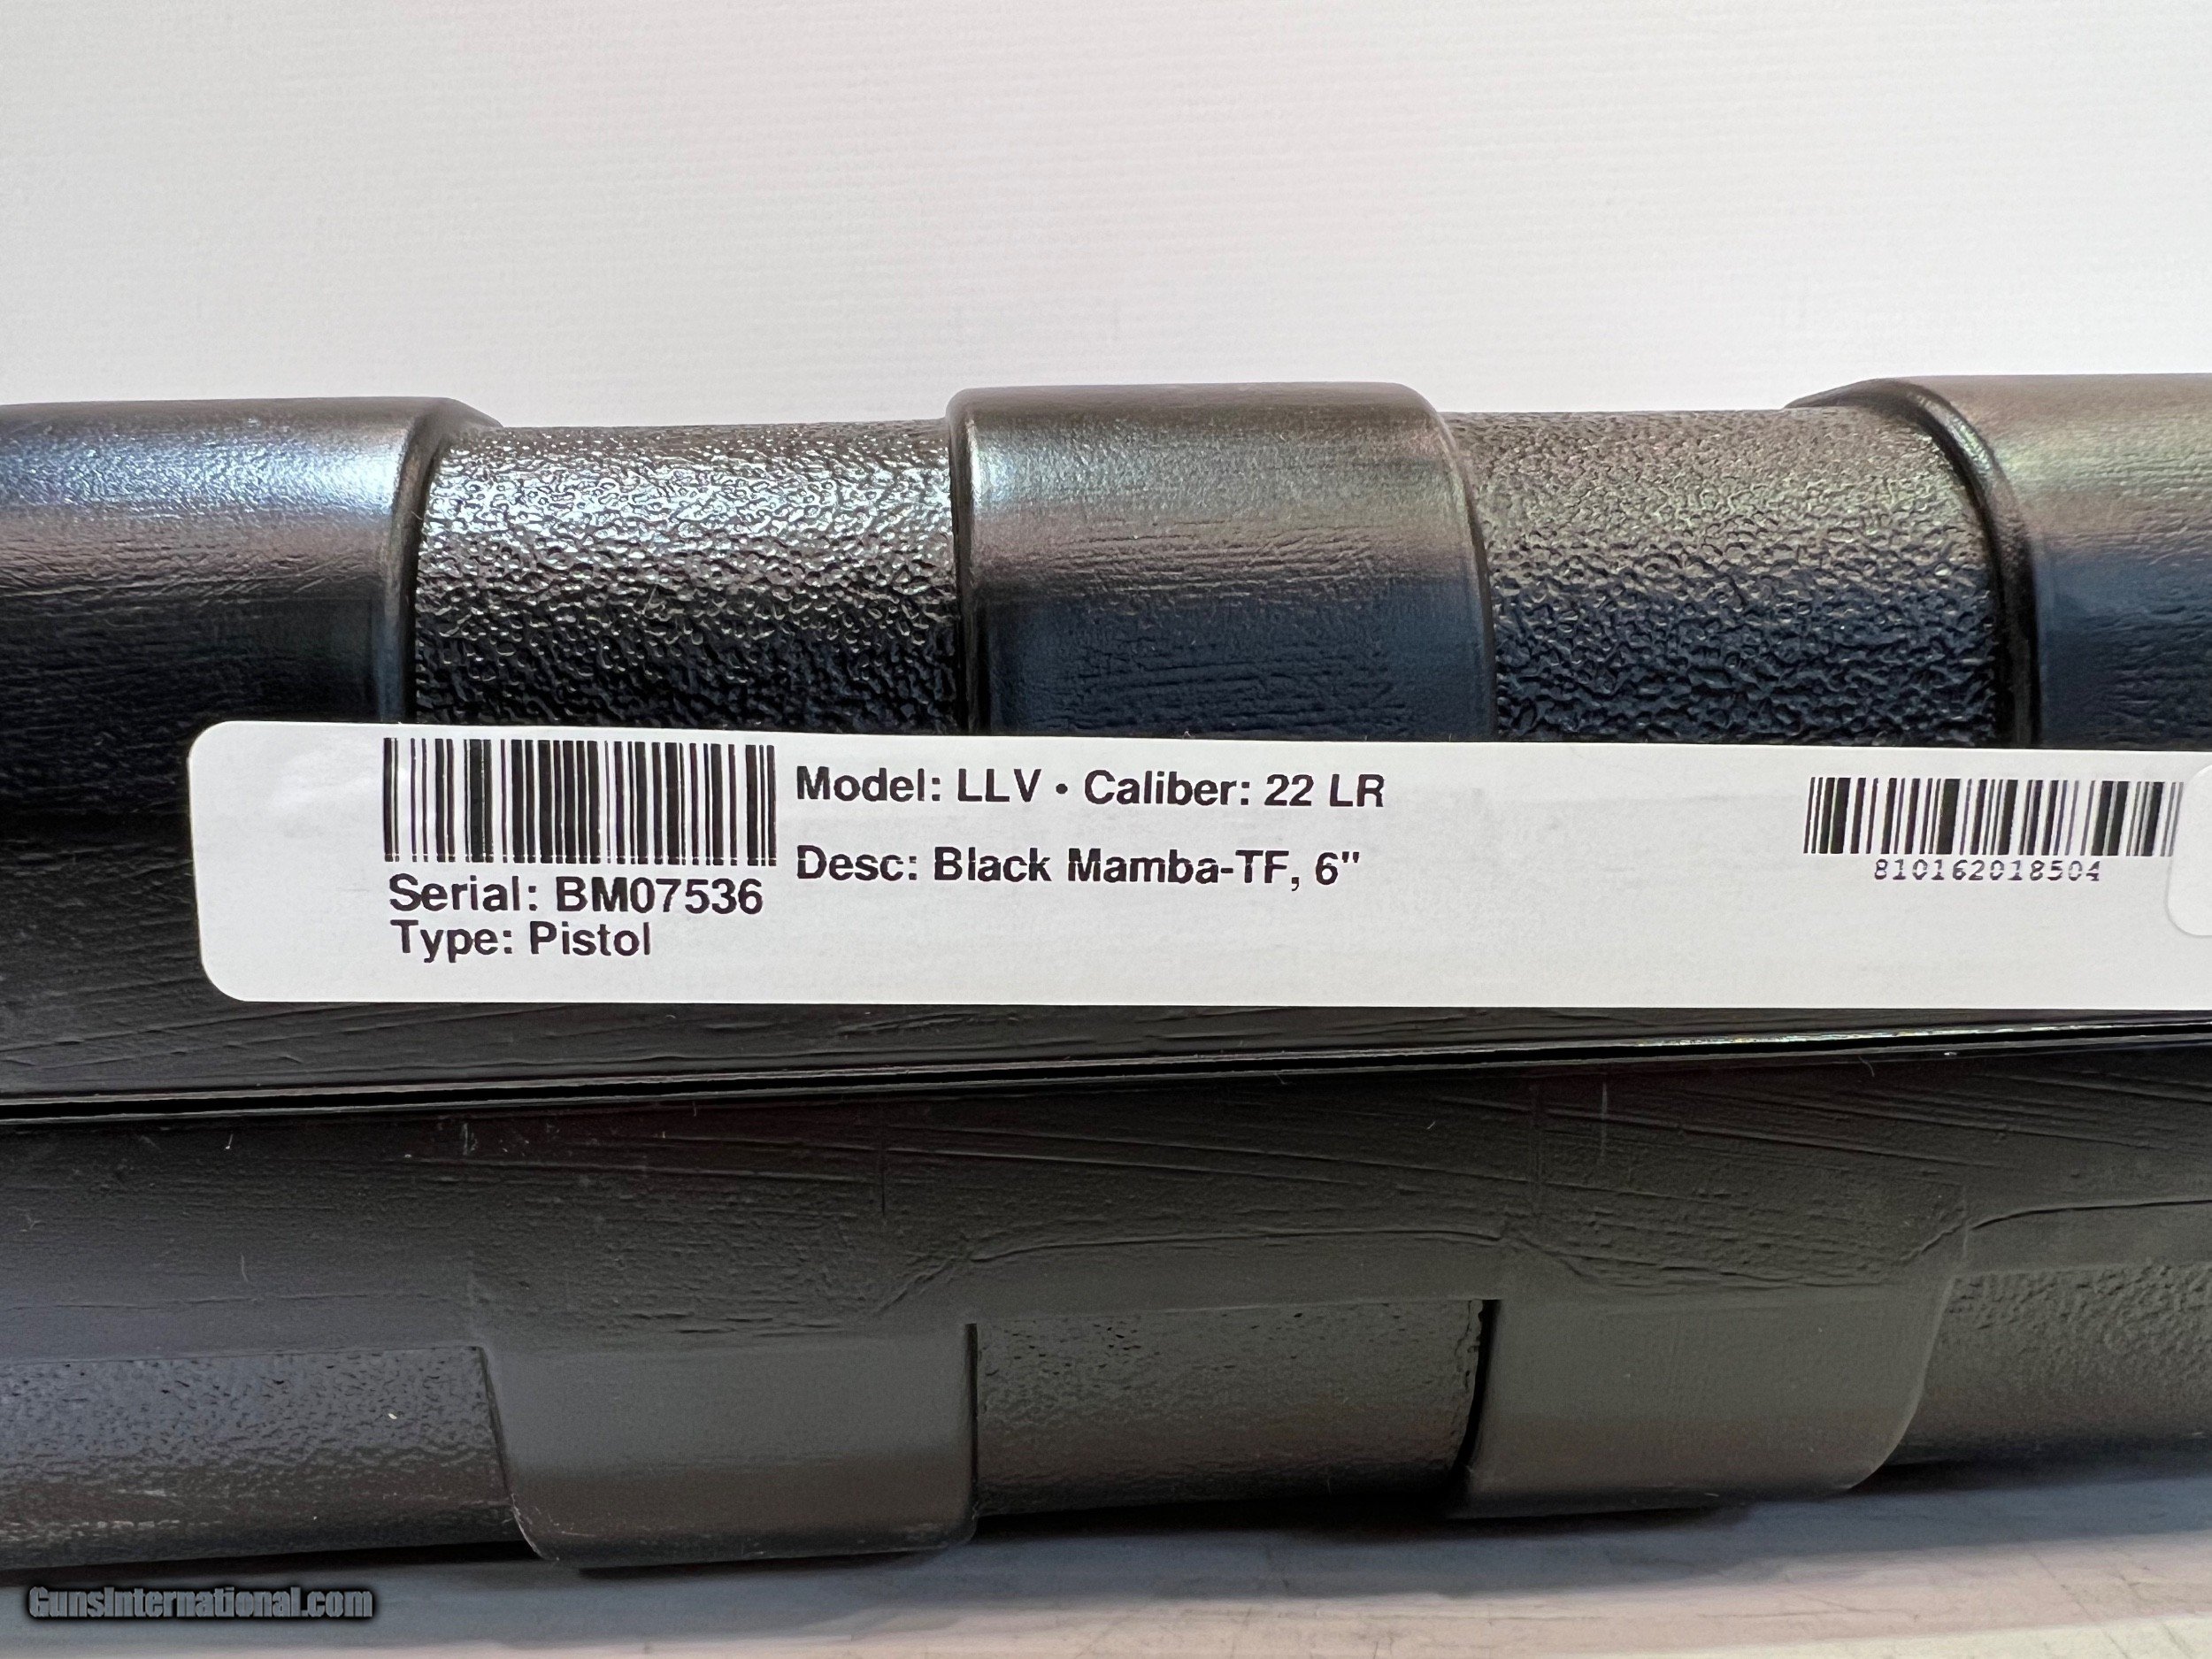 Model: LLV • Caliber: 22 LR
Desc: Black Mamba-TF, 6"
Serial: BM07536
Type: Pistol
810162018504
GunsInternational.com